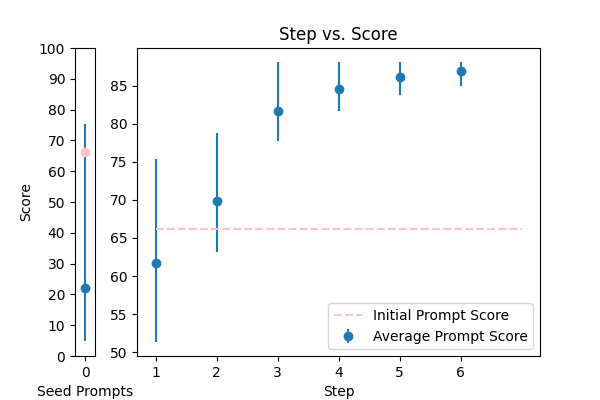 Step vs. Score
Score
100
90
80
70
60
50
40
30
20
10
0
0
Seed Prompts
85
80
75
70
65
60
55
50
1 2 3 4 5 6
Step
Initial Prompt Score
Average Prompt Score